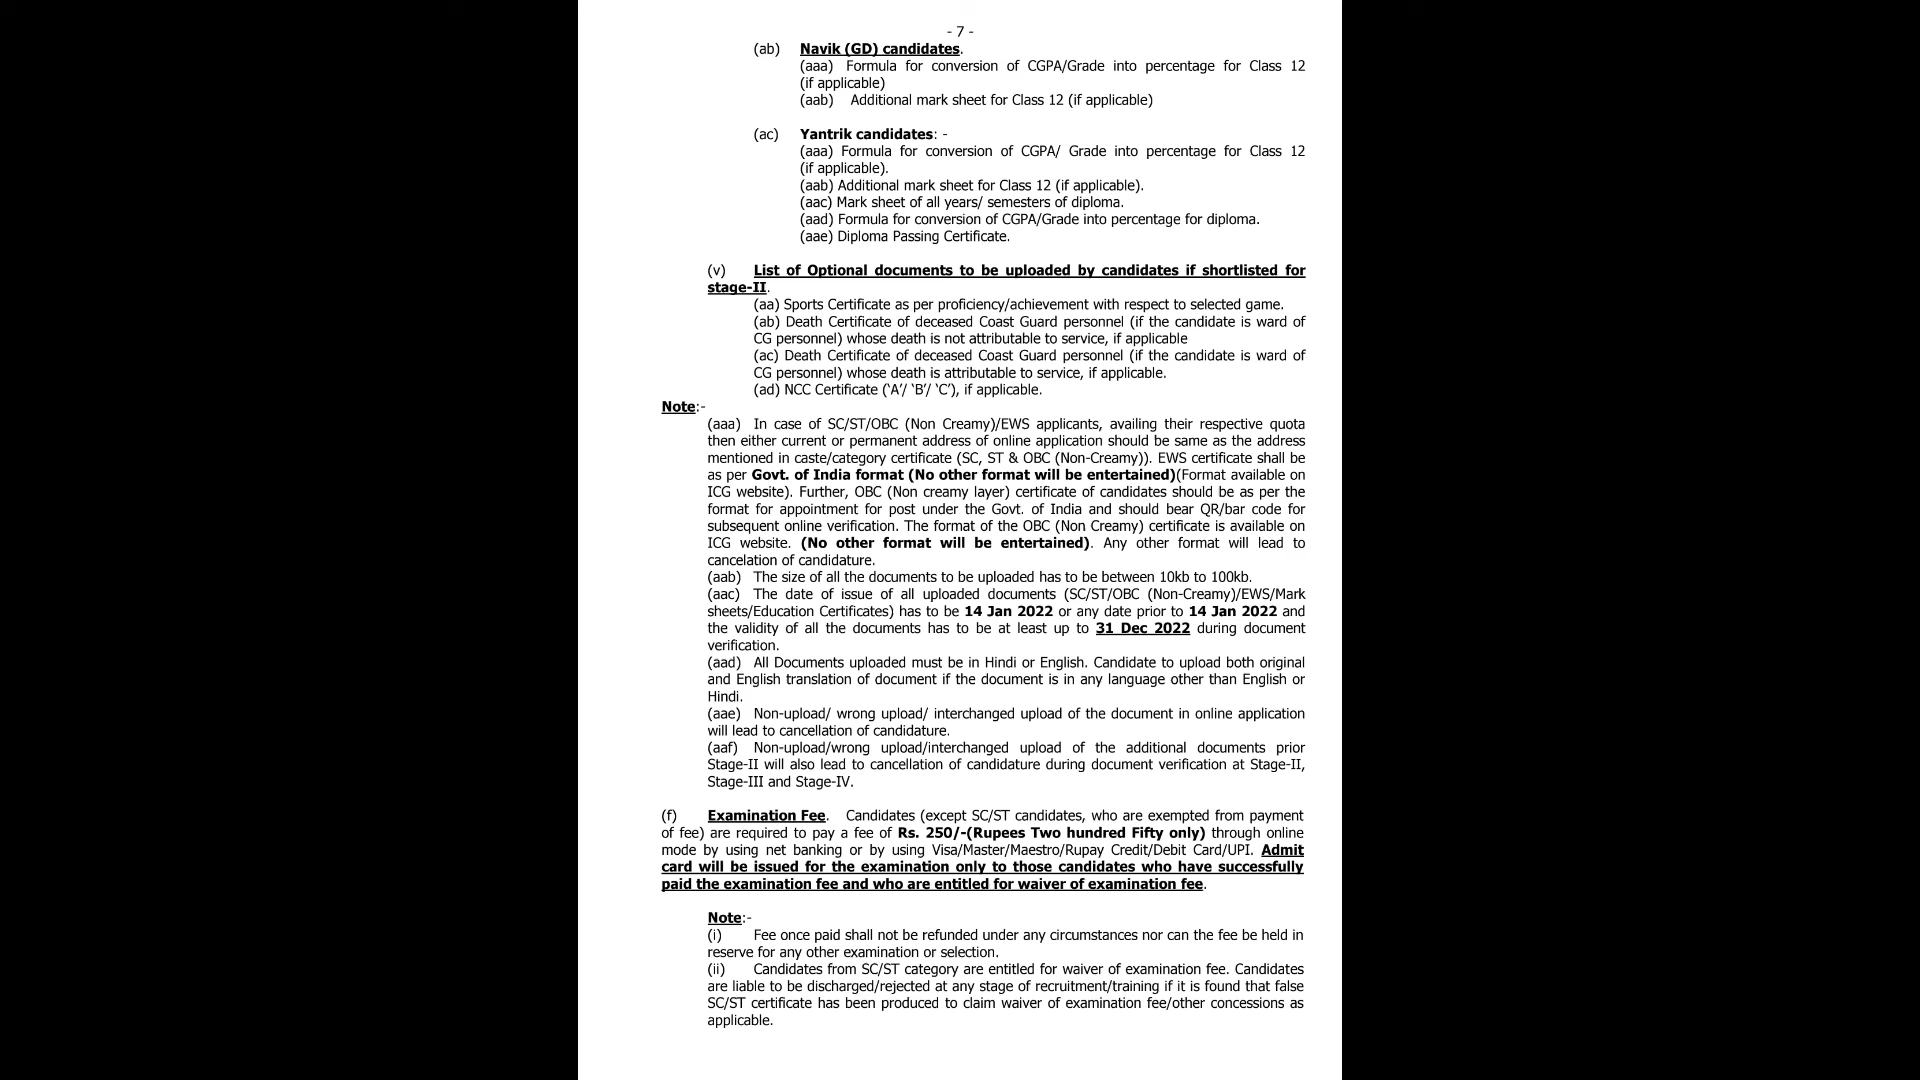 - 7 -
(ab) Navik (GD) candidates.
(aaa) Formula for conversion of CGPA/Grade into percentage for Class 12
(if applicable)
(aab) Additional mark sheet for Class 12 (if applicable)
(ac) Yantrik candidates: -
(aaa) Formula for conversion of CGPA/ Grade into percentage for Class 12
(if applicable).
(aab) Additional mark sheet for Class 12 (if applicable).
(aac) Mark sheet of all years/ semesters of diploma.
(aad) Formula for conversion of CGPA/Grade into percentage for diploma.
(aae) Diploma Passing Certificate.
(v) List of Optional documents to be uploaded by candidates if shortlisted for
stage-II.
(aa) Sports Certificate as per proficiency/achievement with respect to selected game.
(ab) Death Certificate of deceased Coast Guard personnel (if the candidate is ward of
CG personnel) whose death is not attributable to service, if applicable
(ac) Death Certificate of deceased Coast Guard personnel (if the candidate is ward of
CG personnel) whose death is attributable to service, if applicable.
(ad) NCC Certificate (‘A’/ ‘B’/ ‘C’), if applicable.
Note:-
(aaa) In case of SC/ST/OBC (Non Creamy)/EWS applicants, availing their respective quota
then either current or permanent address of online application should be same as the address
mentioned in caste/category certificate (SC, ST & OBC (Non-Creamy)). EWS certificate shall be
as per Govt. of India format (No other format will be entertained)(Format available on
ICG website). Further, OBC (Non creamy layer) certificate of candidates should be as per the
format for appointment for post under the Govt. of India and should bear QR/bar code for
subsequent online verification. The format of the OBC (Non Creamy) certificate is available on
ICG website. (No other format will be entertained). Any other format will lead to
cancelation of candidature.
(aab) The size of all the documents to be uploaded has to be between 10kb to 100kb.
(aac) The date of issue of all uploaded documents (SC/ST/OBC (Non-Creamy)/EWS/Mark
sheets/Education Certificates) has to be 14 Jan 2022 or any date prior to 14 Jan 2022 and
the validity of all the documents has to be at least up to 31 Dec 2022 during document
verification.
(aad) All Documents uploaded must be in Hindi or English. Candidate to upload both original
and English translation of document if the document is in any language other than English or
Hindi.
(aae) Non-upload/ wrong upload/ interchanged upload of the document in online application
will lead to cancellation of candidature.
(aaf) Non-upload/wrong upload/interchanged upload of the additional documents prior
Stage-II will also lead to cancellation of candidature during document verification at Stage-II,
Stage-III and Stage-IV.
(f) Examination Fee. Candidates (except SC/ST candidates, who are exempted from payment
of fee) are required to pay a fee of Rs. 250/-(Rupees Two hundred Fifty only) through online
mode by using net banking or by using Visa/Master/Maestro/Rupay Credit/Debit Card/UPI. Admit
card will be issued for the examination only to those candidates who have successfully
paid the examination fee and who are entitled for waiver of examination fee.
Note:-
(i) Fee once paid shall not be refunded under any circumstances nor can the fee be held in
reserve for any other examination or selection.
(ii) Candidates from SC/ST category are entitled for waiver of examination fee. Candidates
are liable to be discharged/rejected at any stage of recruitment/training if it is found that false
SC/ST certificate has been produced to claim waiver of examination fee/other concessions as
applicable.